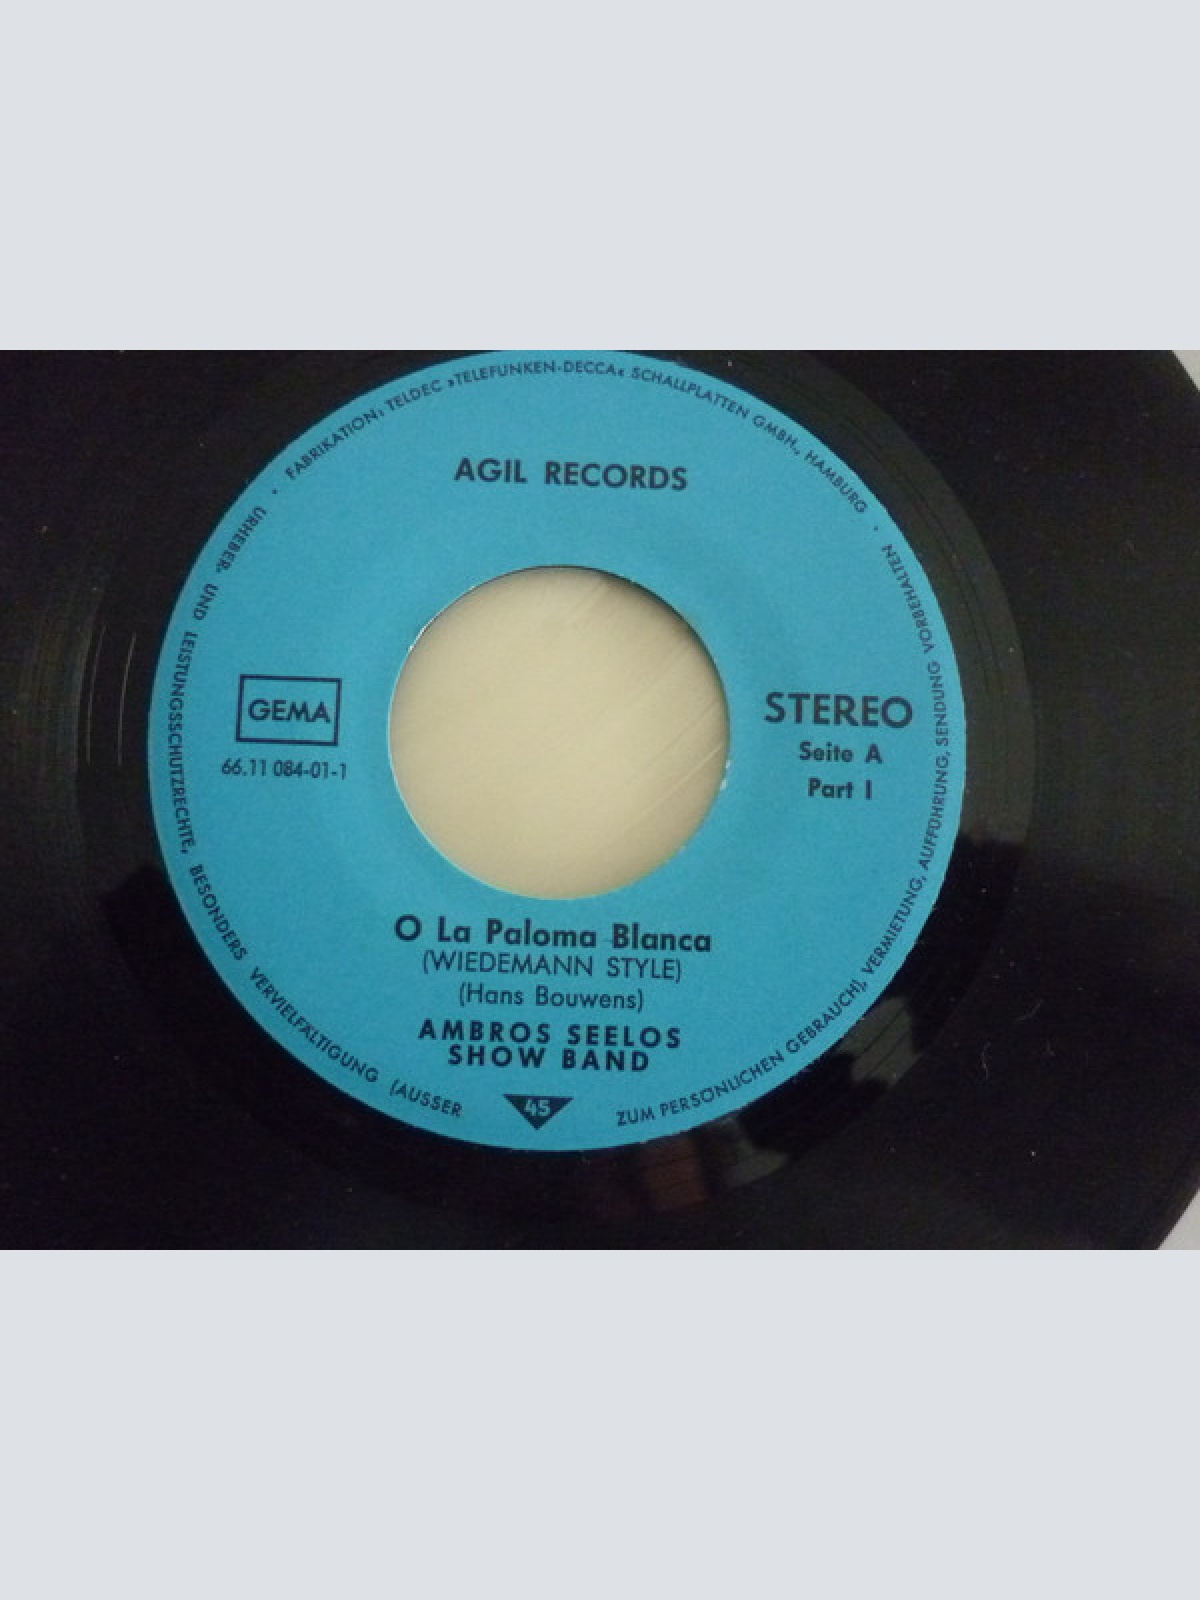 FABRIKATION: TELDEC »TELEFUNKEN-DECCA« SCHALLPLATTEN GMBH., HAMBURG •
URHEBER- UND LEISTUNGSSCHUTZRECHTE, BESONDERS VERVIELFÄLTIGUNG (AUSSER
ZUM PERSÖNLICHEN GEBRAUCH), VERMIETUNG, AUFFÜHRUNG, SENDUNG VORBEHALTEN •
AGIL RECORDS
GEMA
66.11 084-01-1
STEREO
Seite A
Part I
O La Paloma Blanca
(WIEDEMANN STYLE)
(Hans Bouwens)
AMBROS SEELOS
SHOW BAND
45